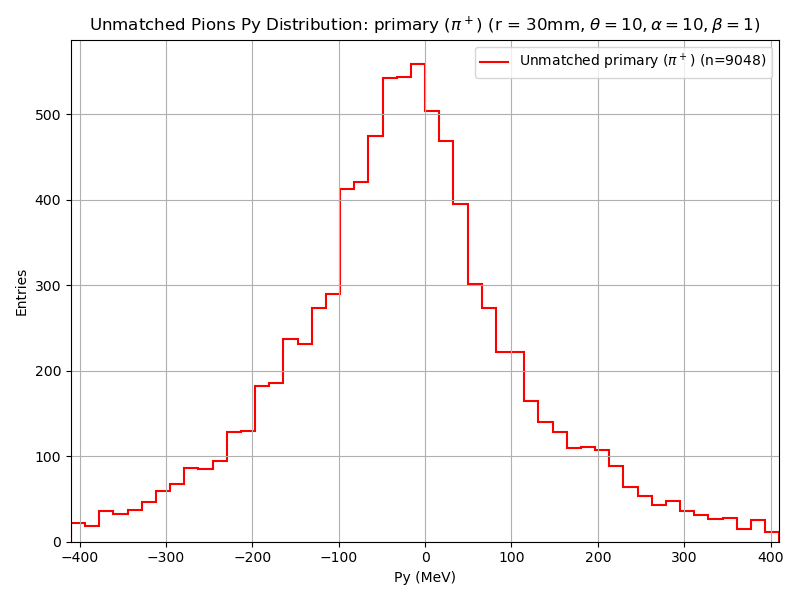 Unmatched Pions Py Distribution: primary (π⁺) (r = 30mm, θ = 10, α = 10, β = 1)
Unmatched primary (π⁺) (n=9048)
Entries
500
400
300
200
100
0
−400 −300 −200 −100 0 100 200 300 400
Py (MeV)